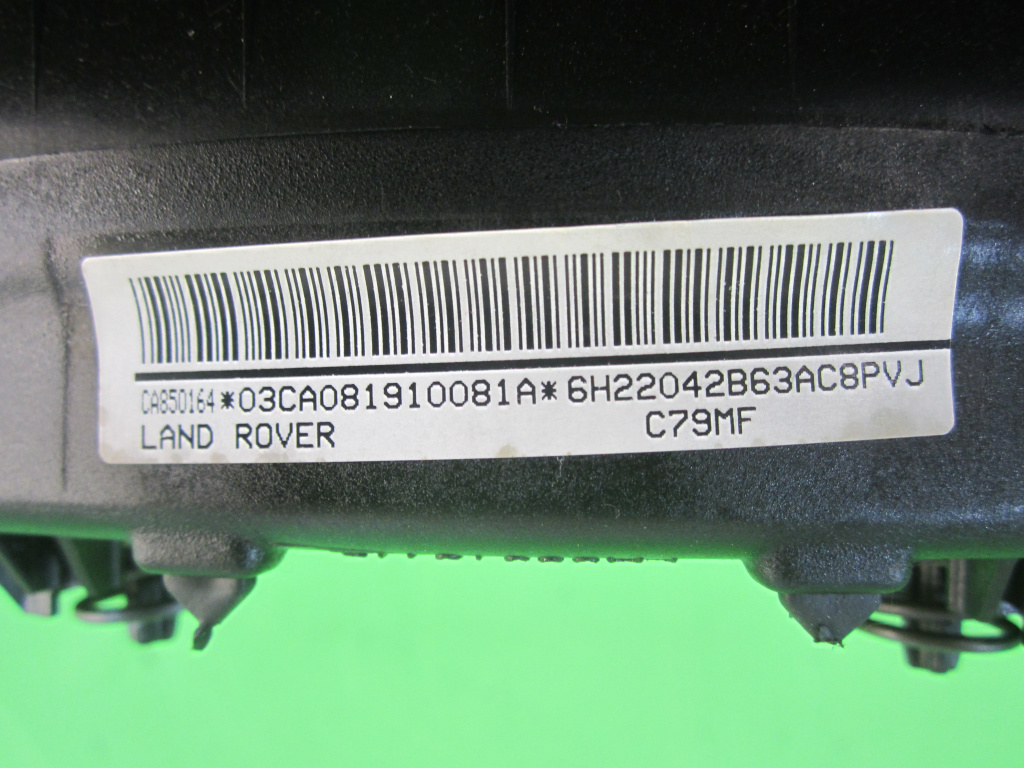 CA850164*03CA081910081A*6H22042B63AC8PVJ
LAND ROVER C79MF